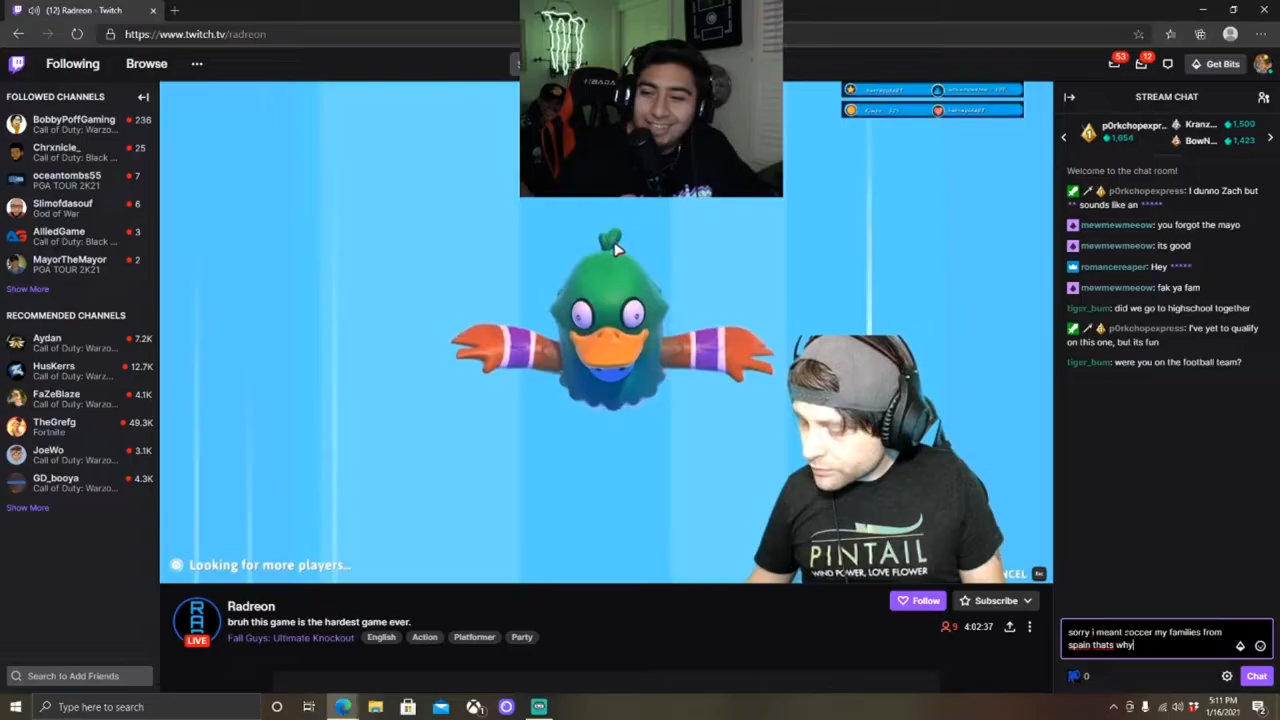 (12) Radreon - Twitch
https://www.twitch.tv/radreon
Following
Browse
53
12
Get Bits
FOLLOWED CHANNELS
BobbyPoffGaming
236
Call of Duty: Warzo...
Chrxnicle_
25
Call of Duty: Black ...
oceantombs55
7
PGA TOUR 2K21
Slimofdasouf
6
God of War
AlliedGame
3
Call of Duty: Black ...
MayorTheMayor
2
PGA TOUR 2K21
Show More
RECOMMENDED CHANNELS
Aydan
7.2K
Call of Duty: Warzo...
HusKerrs
12.7K
Call of Duty: Warzo...
FaZeBlaze
4.1K
Call of Duty: Warzo...
TheGrefg
49.3K
Fortnite
JoeWo
3.1K
Call of Duty: Warzo...
GD_booya
4.3K
Call of Duty: Warzo...
Show More
Search to Add Friends
Looking for more players...
PINTAIL
WIND POWER, LOVE FLOWER
RAD
LIVE
Radreon
bruh this game is the hardest game ever.
Fall Guys: Ultimate Knockout
English
Action
Platformer
Party
Follow
Subscribe
9
4:02:37
STREAM CHAT
1
p0rkchopexpr...
1,654
Kranz...
1,500
BowN...
1,423
Welcome to the chat room!
p0rkchopexpress: I dunno Zach but
** sounds like an *****
mewmewmeeow: you forgot the mayo
mewmewmeeow: its good
romancereaper: Hey *****
mewmewmeeow: fak ya fam
tiger_bum: did we go to highschool together
p0rkchopexpress: I've yet to qualify
on this one, but its fun
tiger_bum: were you on the football team?
sorry i meant soccer my families from
spain thats why
0
Chat
Type here to search
5:11 PM
1/16/2021
2